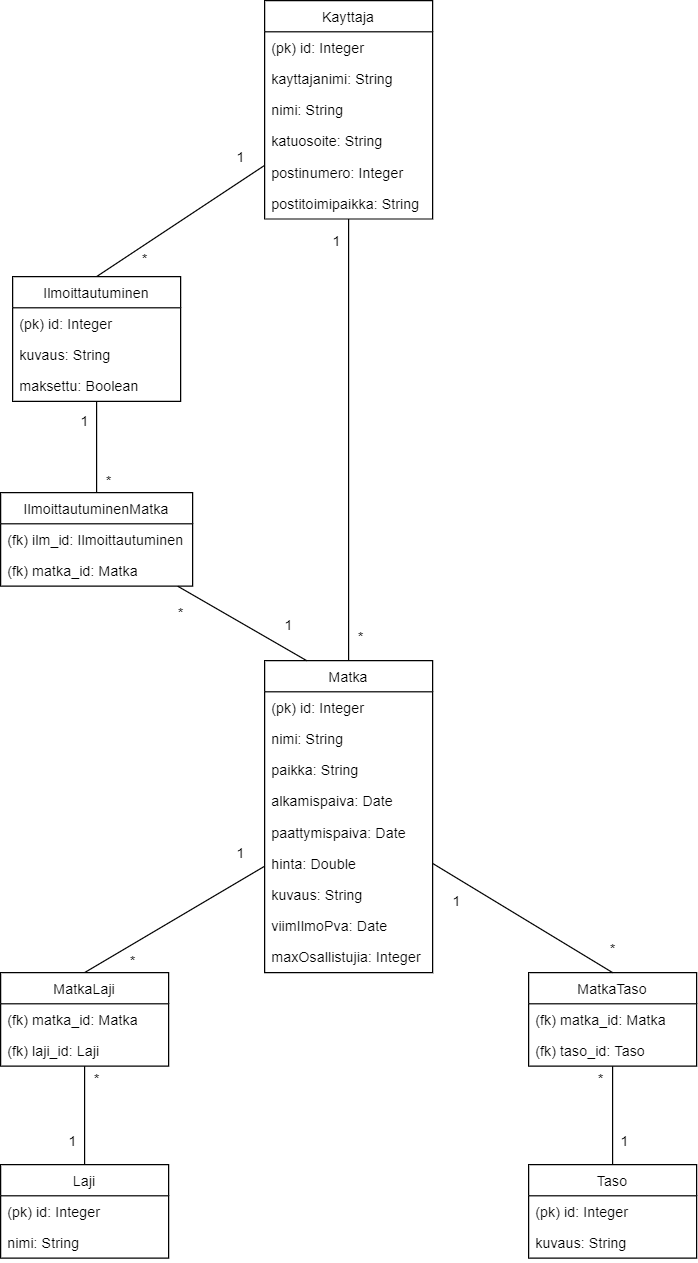 Kayttaja
(pk) id: Integer
kayttajanimi: String
nimi: String
katuosoite: String
postinumero: Integer
postitoimipaikka: String
1
*
1
Ilmoittautuminen
(pk) id: Integer
kuvaus: String
maksettu: Boolean
1
*
IlmoittautuminenMatka
(fk) ilm_id: Ilmoittautuminen
(fk) matka_id: Matka
*
1
*
Matka
(pk) id: Integer
nimi: String
paikka: String
alkamispaiva: Date
paattymispaiva: Date
hinta: Double
kuvaus: String
viimIlmoPva: Date
maxOsallistujia: Integer
1
*
1
*
MatkaLaji
(fk) matka_id: Matka
(fk) laji_id: Laji
*
1
MatkaTaso
(fk) matka_id: Matka
(fk) taso_id: Taso
*
1
Laji
(pk) id: Integer
nimi: String
Taso
(pk) id: Integer
kuvaus: String